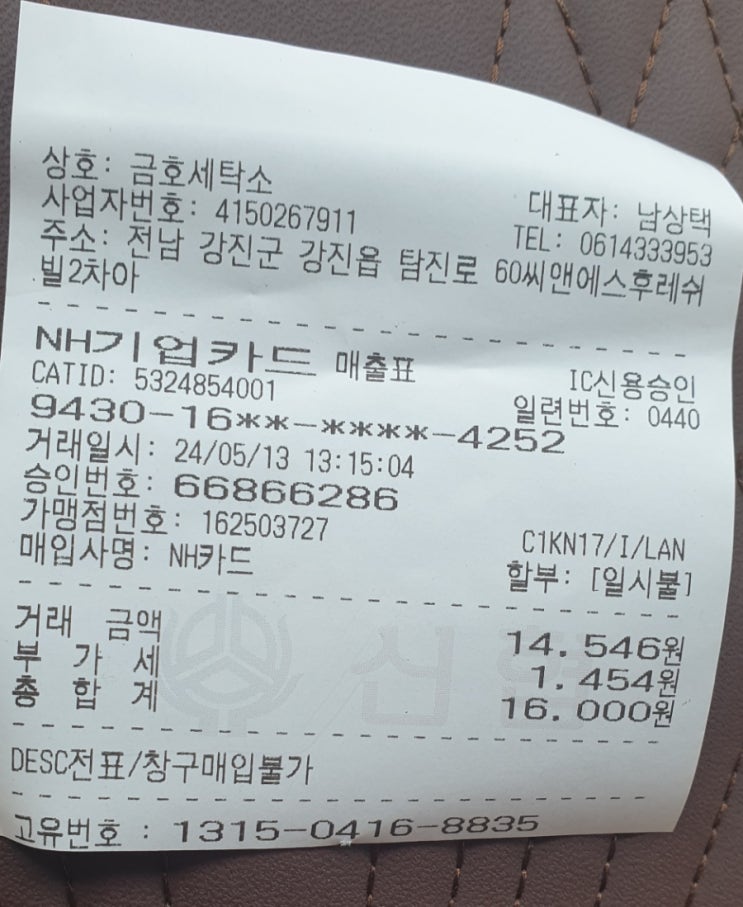 상호: 금호세탁소
사업자번호: 4150267911 대표자: 남상택
주소: 전남 강진군 강진읍 탐진로 60씨앤에스후레쉬 TEL: 0614333953
빌2차아
NH기업카드 매출표 IC신용승인
CATID: 5324854001 일련번호: 0440
9430-16**-****-4252
거래일시: 24/05/13 13:15:04
승인번호: 66866286
가맹점번호: 162503727 C1KN17/I/LAN
매입사명: NH카드 할부: [일시불]
거래 금액 14.546원
부 가 세 1.454원
총 합 계 16.000원
신협
DESC전표/창구매입불가
고유번호 : 1315-0416-8835